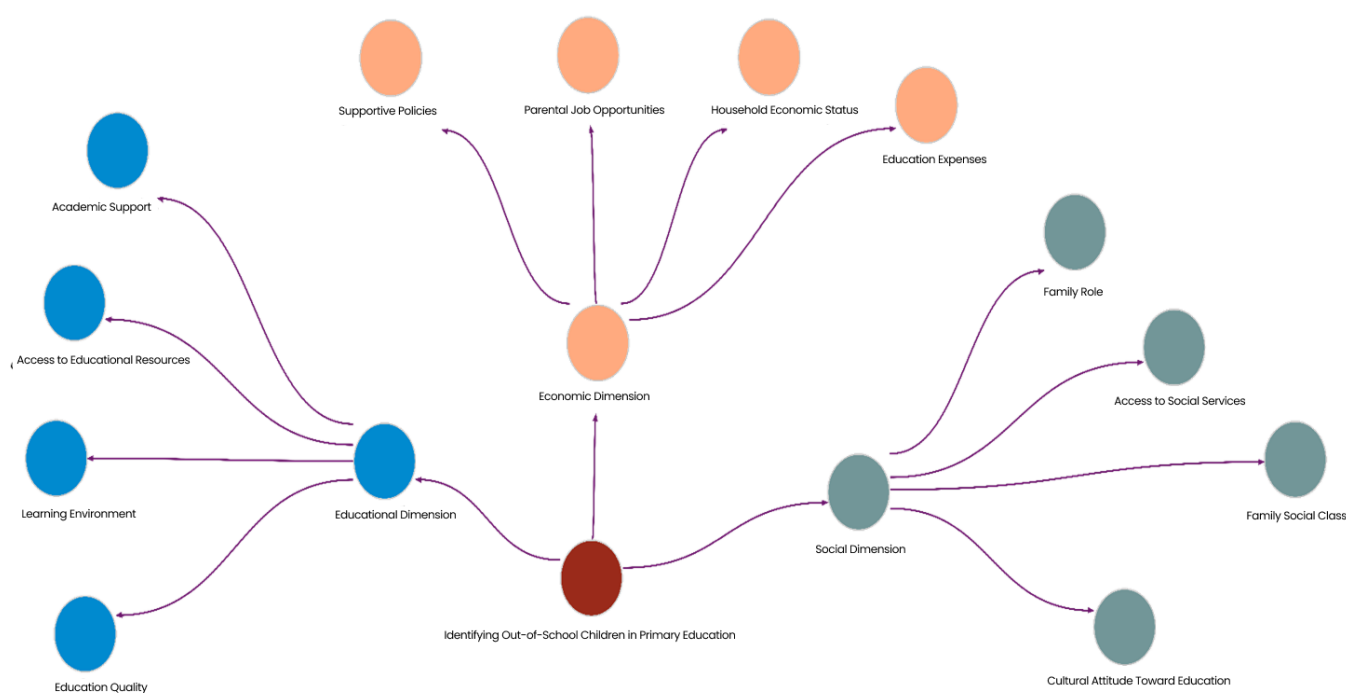 Supportive Policies
Parental Job Opportunities
Household Economic Status
Education Expenses
Academic Support
Family Role
Access to Educational Resources
Economic Dimension
Access to Social Services
Learning Environment
Educational Dimension
Social Dimension
Family Social Class
Identifying Out-of-School Children in Primary Education
Education Quality
Cultural Attitude Toward Education